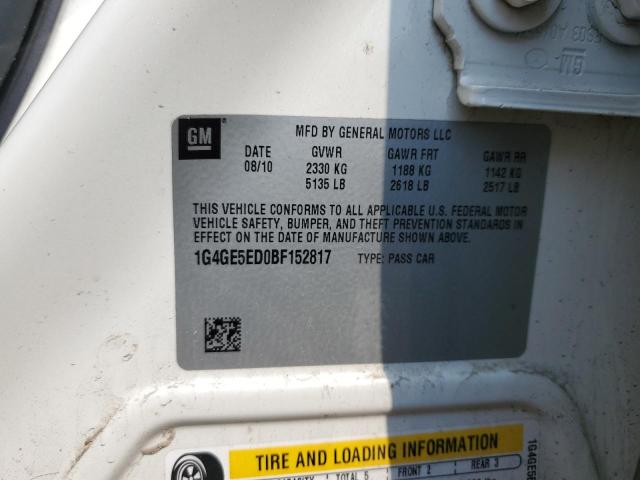 GM
MFD BY GENERAL MOTORS LLC
DATE GVWR GAWR FRT GAWR RR
08/10 2330 KG 1188 KG 1142 KG
5135 LB 2618 LB 2517 LB
THIS VEHICLE CONFORMS TO ALL APPLICABLE U.S. FEDERAL MOTOR
VEHICLE SAFETY, BUMPER, AND THEFT PREVENTION STANDARDS IN
EFFECT ON THE DATE OF MANUFACTURE SHOWN ABOVE.
1G4GE5ED0BF152817 TYPE: PASS CAR
TIRE AND LOADING INFORMATION
TOTAL 5 FRONT 2 REAR 3
GM